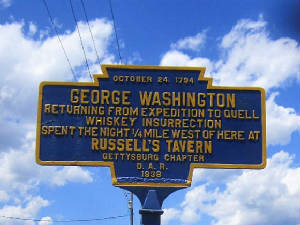 OCTOBER 24, 1794
GEORGE WASHINGTON
RETURNING FROM EXPEDITION TO QUELL
WHISKEY INSURRECTION
SPENT THE NIGHT ¼ MILE WEST OF HERE AT
RUSSELL'S TAVERN
GETTYSBURG CHAPTER
D. A. R.
1938